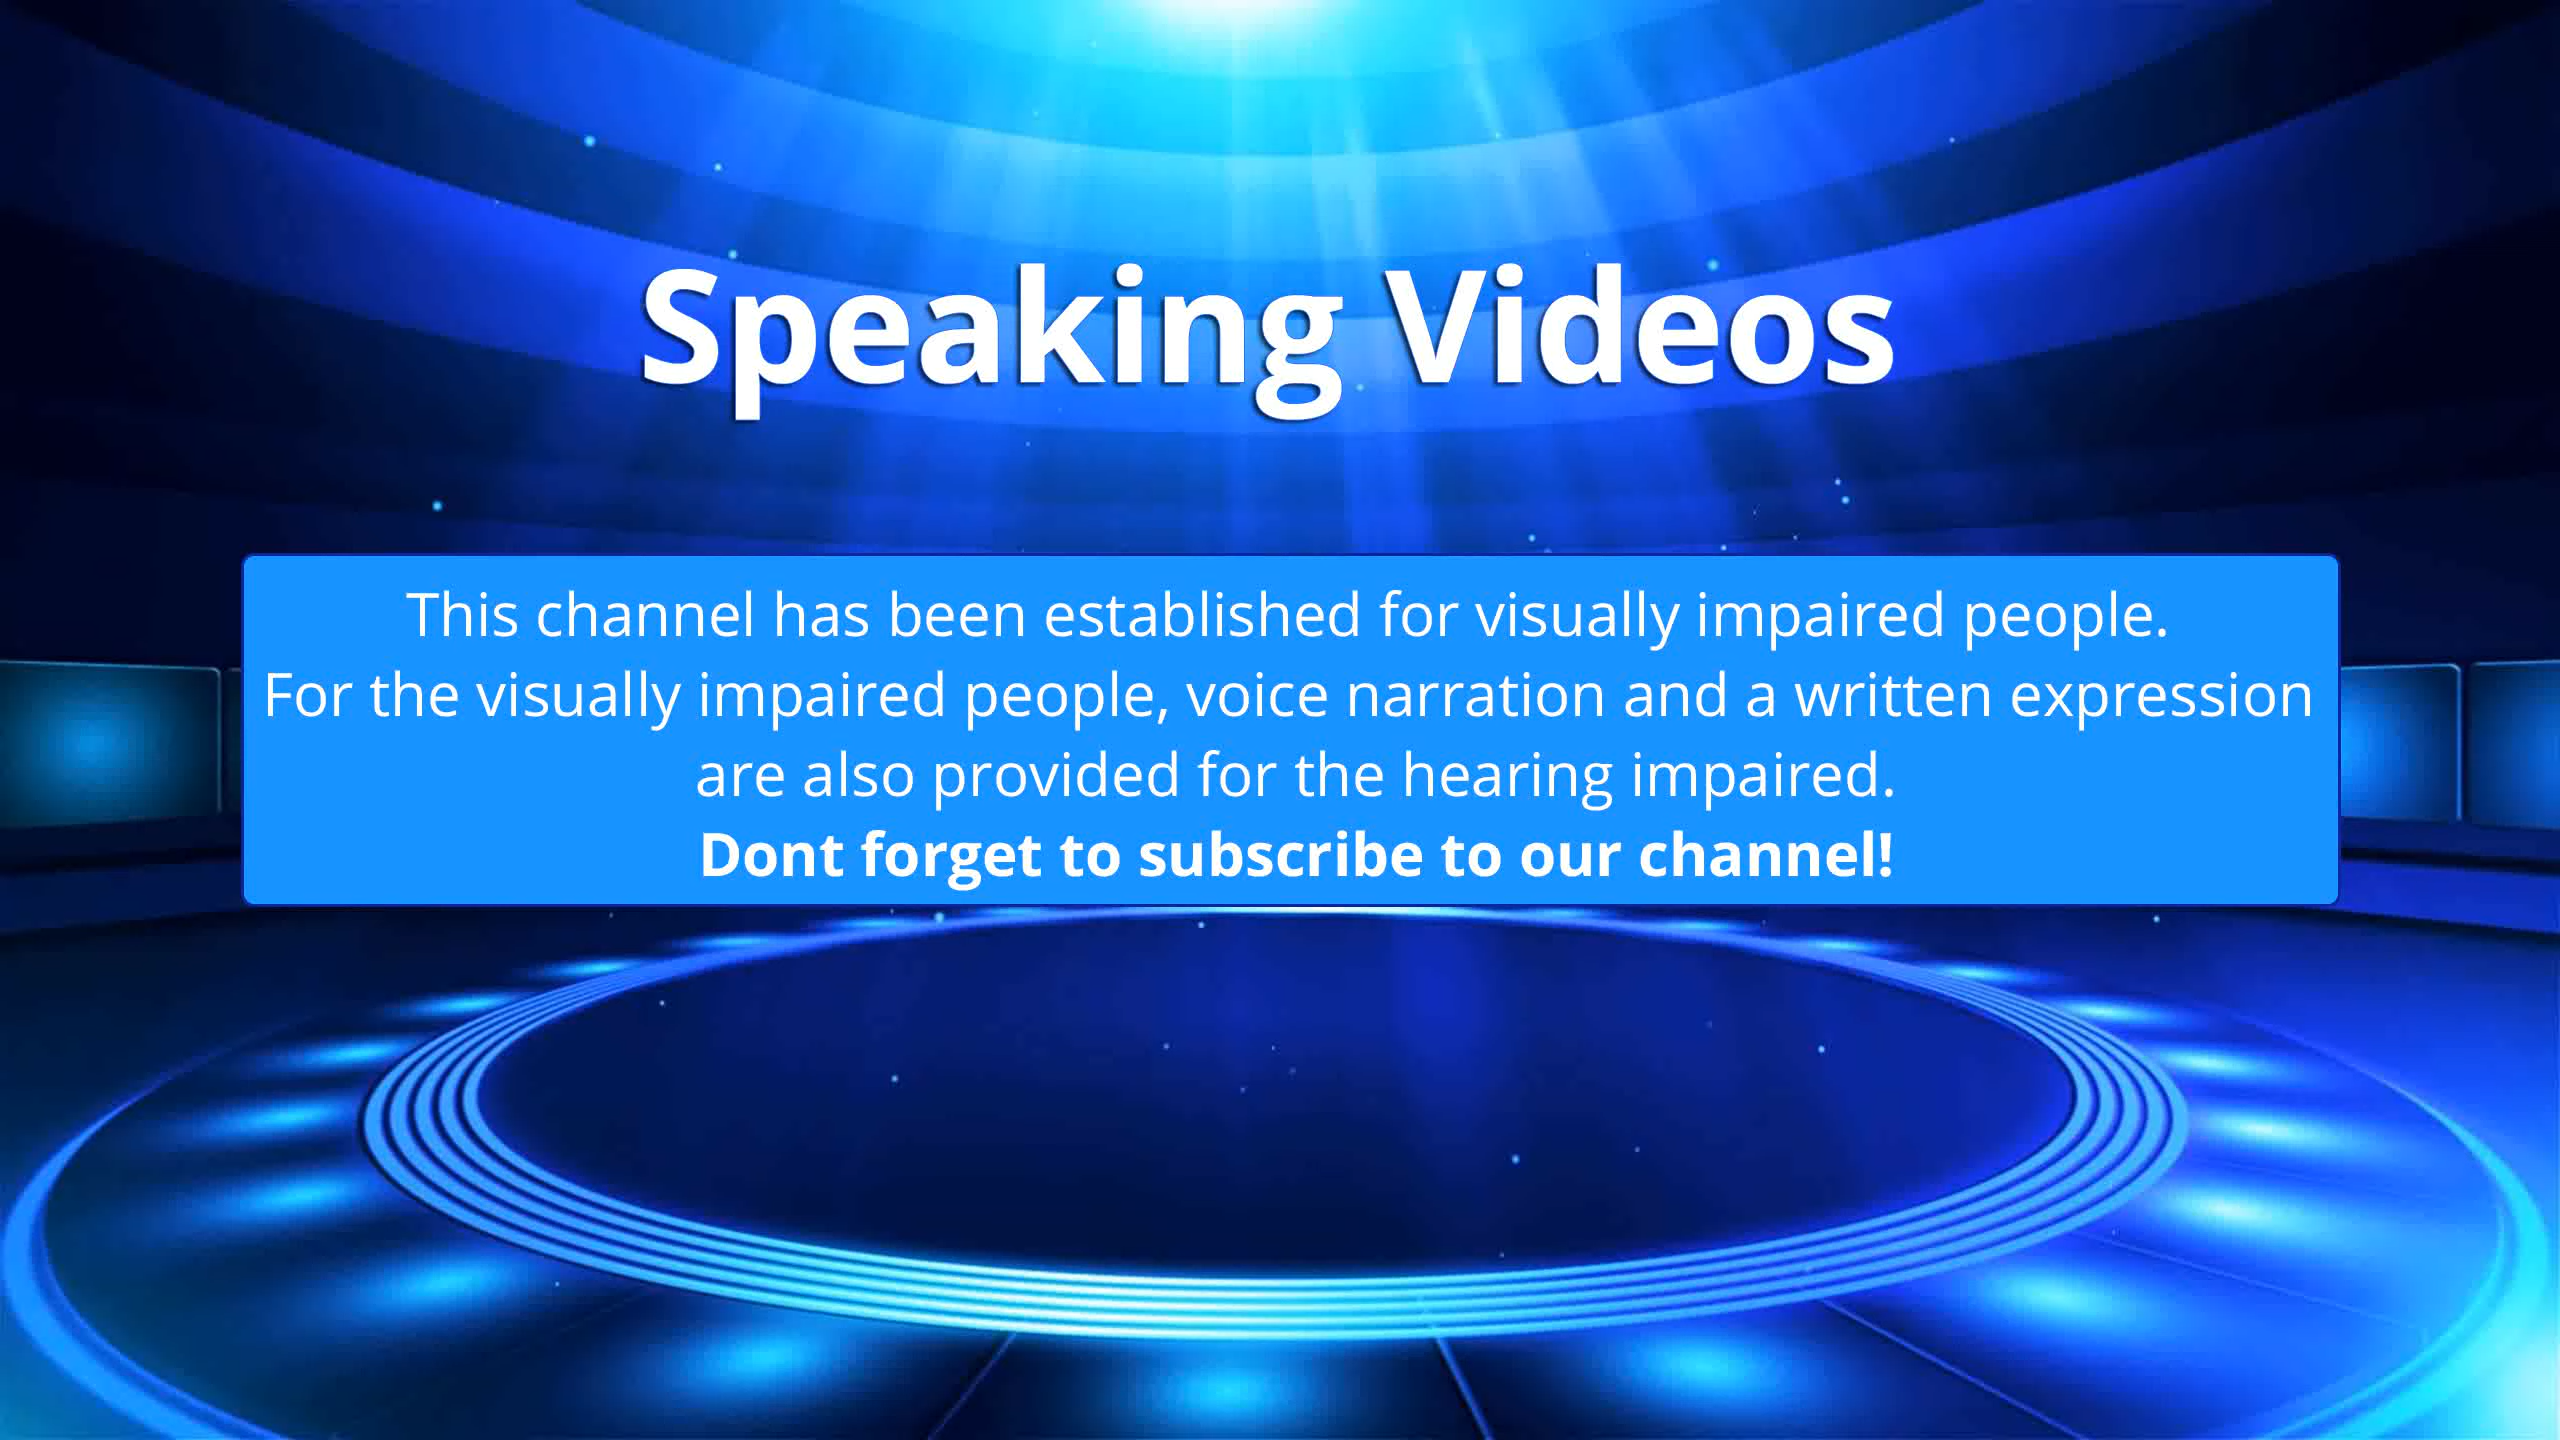 Speaking Videos
This channel has been established for visually impaired people.
For the visually impaired people, voice narration and a written expression
are also provided for the hearing impaired.
Dont forget to subscribe to our channel!